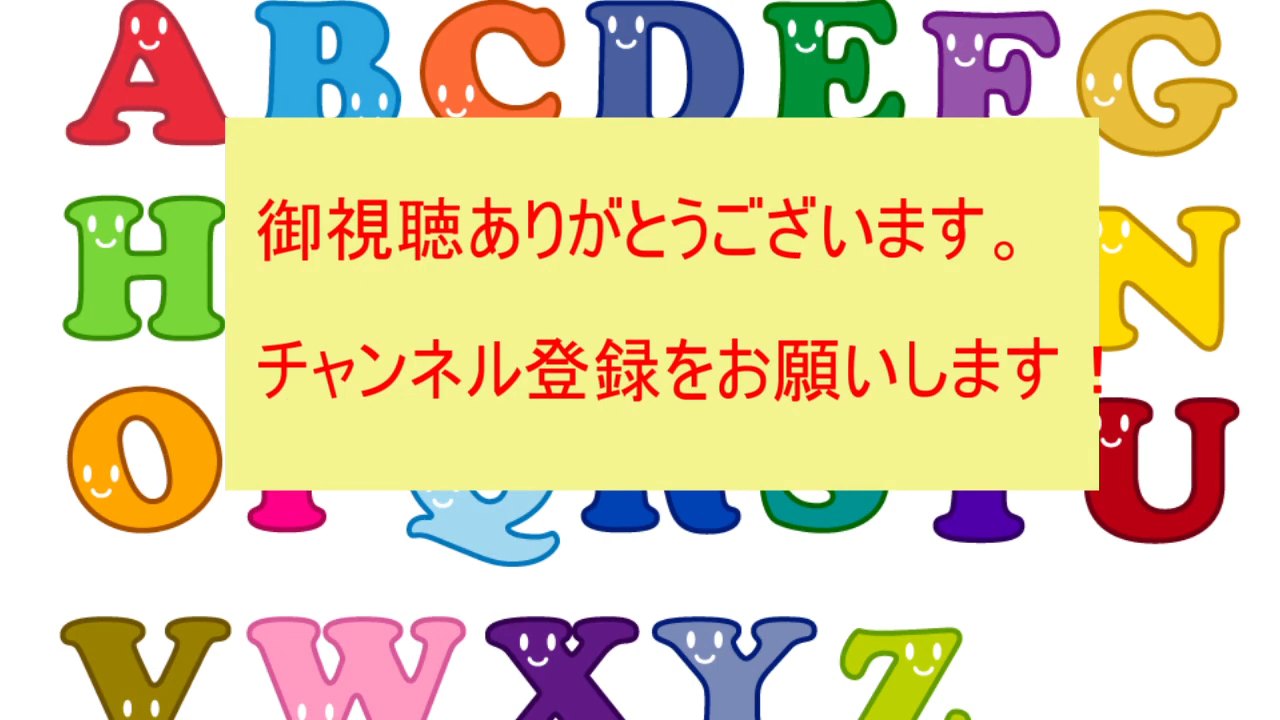 A B C D E F G
御視聴ありがとうございます。
H N
チャンネル登録をお願いします！
O P Q R S T U
V W X Y Z